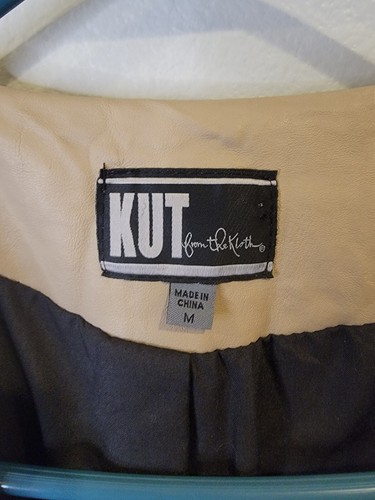 KUT from the Kloth ®
MADE IN
CHINA
M